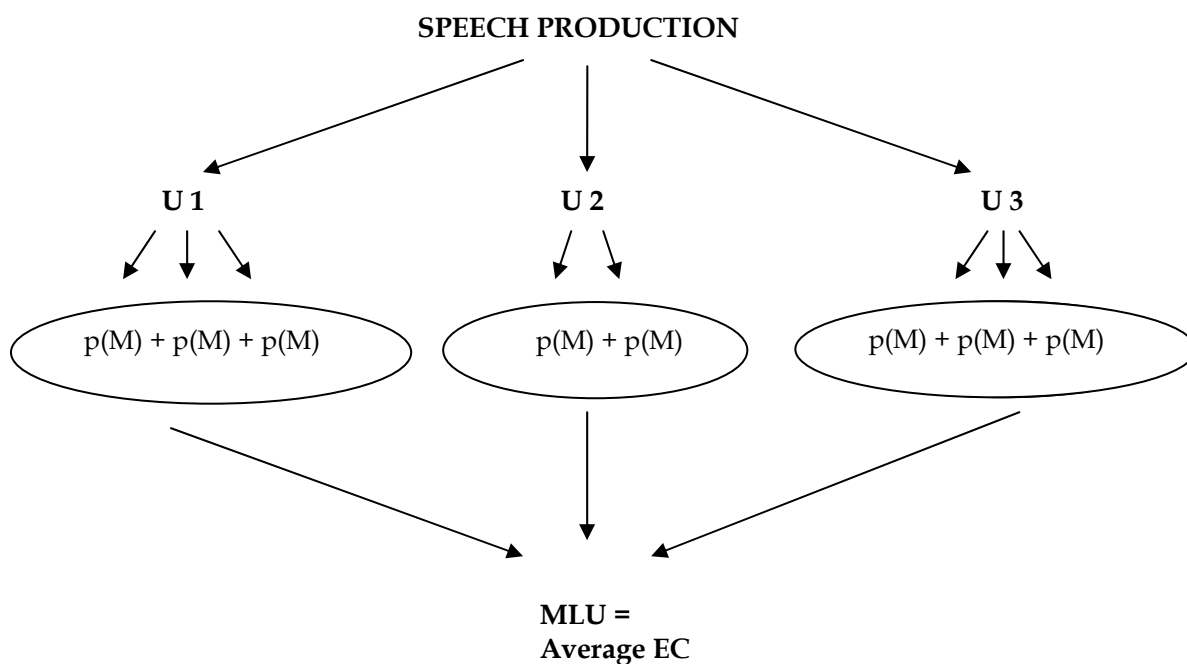 SPEECH PRODUCTION
U 1
U 2
U 3
p(M) + p(M) + p(M)
p(M) + p(M)
p(M) + p(M) + p(M)
MLU =
Average EC